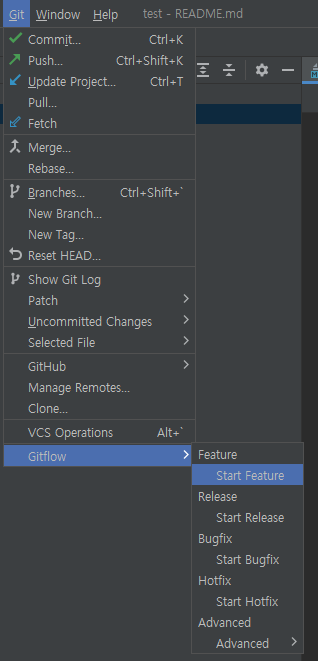 Git Window Help test - README.md
Commit... Ctrl+K
Push... Ctrl+Shift+K
Update Project... Ctrl+T
Pull...
Fetch
Merge...
Rebase...
Branches... Ctrl+Shift+`
New Branch...
New Tag...
Reset HEAD...
Show Git Log
Patch
Uncommitted Changes
Selected File
GitHub
Manage Remotes...
Clone...
VCS Operations Alt+`
Gitflow
Feature
Start Feature
Release
Start Release
Bugfix
Start Bugfix
Hotfix
Start Hotfix
Advanced
Advanced